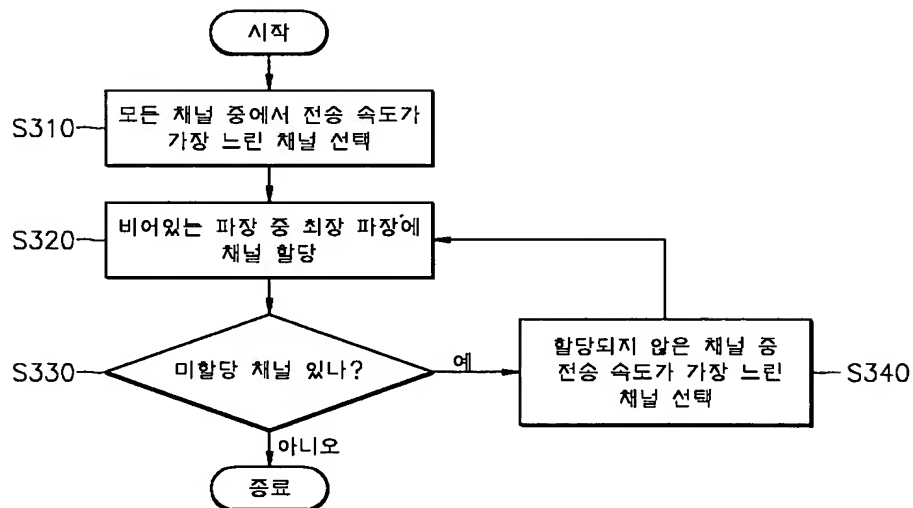 시작
S310
모든 채널 중에서 전송 속도가
가장 느린 채널 선택
S320
비어있는 파장 중 최장 파장에
채널 할당
S330
미할당 채널 있나?
예
할당되지 않은 채널 중
전송 속도가 가장 느린
채널 선택
S340
아니오
종료